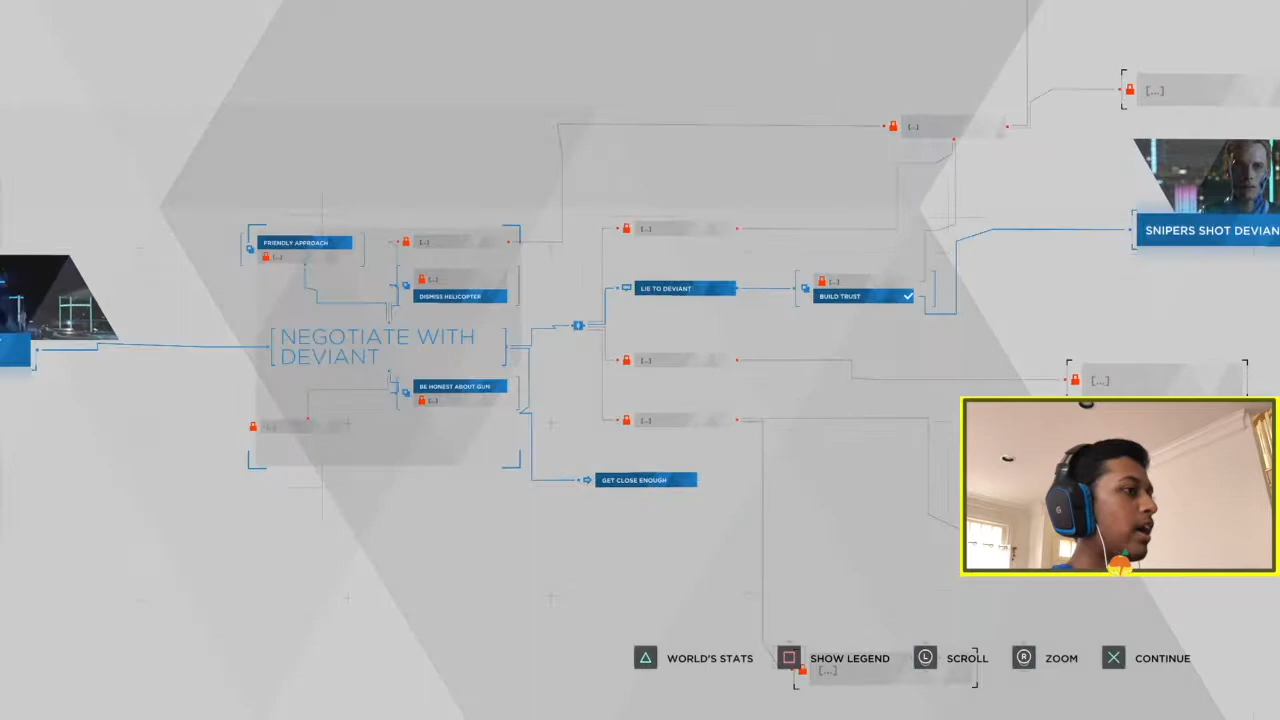 [...]
[...]
SNIPERS SHOT DEVIAN
FRIENDLY APPROACH
[...]
[...]
[...]
DISMISS HELICOPTER
[...]
LIE TO DEVIANT
[...]
BUILD TRUST
NEGOTIATE WITH
DEVIANT
[...]
[...]
BE HONEST ABOUT GUN
[...]
[...]
GET CLOSE ENOUGH
WORLD'S STATS
SHOW LEGEND
L
SCROLL
R
ZOOM
CONTINUE
[...]